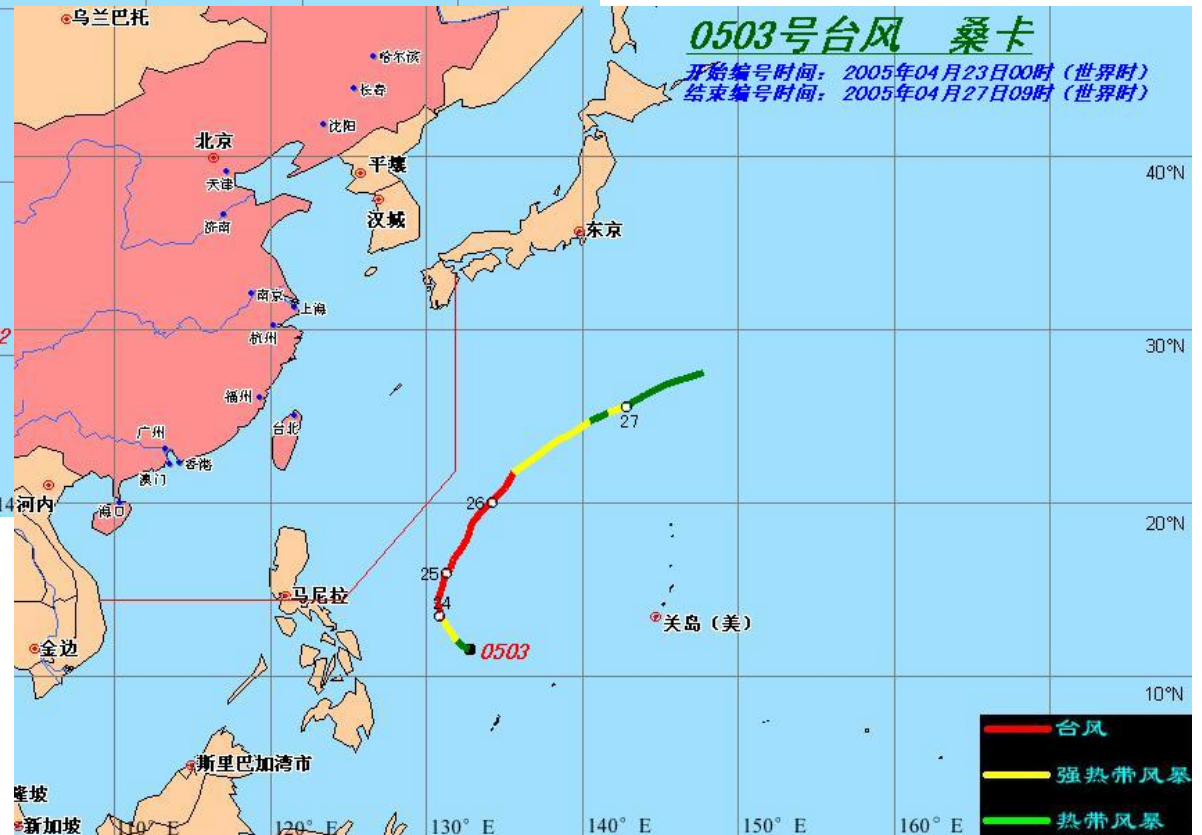 乌兰巴托
0503号台风 桑卡
开始编号时间：2005年04月23日00时（世界时）
结束编号时间：2005年04月27日09时（世界时）
哈尔滨
长春
沈阳
北京
天津
平壤
40°N
济南
汉城
东京
南京
上海
2
杭州
30°N
福州
27
广州
台北
香港
澳门
14
河内
海口
26
20°N
25
马尼拉
24
关岛（美）
金边
0503
10°N
台风
斯里巴加湾市
强热带风暴
隆坡
新加坡
110° E
120° E
130° E
140° E
150° E
160° E
热带风暴